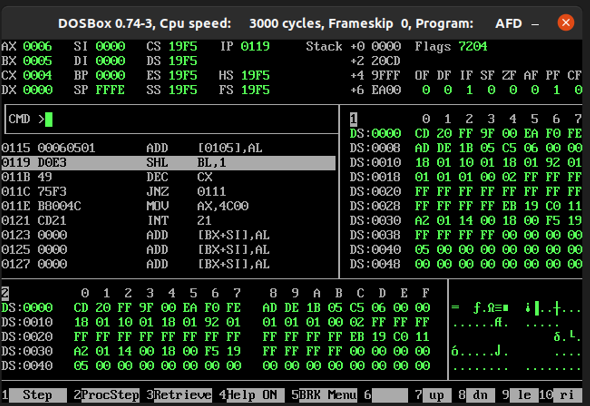 DOSBox 0.74-3, Cpu speed: 3000 cycles, Frameskip 0, Program: AFD
AX 0006 SI 0000 CS 19F5 IP 0119 Stack +0 0000 Flags 7204
BX 0005 DI 0000 DS 19F5 +2 20CD
CX 0004 BP 0000 ES 19F5 HS 19F5 +4 9FFF OF DF IF SF ZF AF PF CF
DX 0000 SP FFFE SS 19F5 FS 19F5 +6 EA00 0 0 1 0 0 0 1 0
CMD >
1 0 1 2 3 4 5 6 7
DS:0000 CD 20 FF 9F 00 EA F0 FE
0115 00060501 ADD [0105],AL DS:0008 AD DE 1B 05 C5 06 00 00
0119 D0E3 SHL BL,1 DS:0010 18 01 10 01 18 01 92 01
011B 49 DEC CX DS:0018 01 01 01 00 02 FF FF FF
011C 75F3 JNZ 0111 DS:0020 FF FF FF FF FF FF FF FF
011E B8004C MOV AX,4C00 DS:0028 FF FF FF FF EB 19 C0 11
0121 CD21 INT 21 DS:0030 A2 01 14 00 18 00 F5 19
0123 0000 ADD [BX+SI],AL DS:0038 FF FF FF FF 00 00 00 00
0125 0000 ADD [BX+SI],AL DS:0040 05 00 00 00 00 00 00 00
0127 0000 ADD [BX+SI],AL DS:0048 00 00 00 00 00 00 00 00
2 0 1 2 3 4 5 6 7 8 9 A B C D E F
DS:0000 CD 20 FF 9F 00 EA F0 FE AD DE 1B 05 C5 06 00 00
DS:0010 18 01 10 01 18 01 92 01 01 01 01 00 02 FF FF FF
DS:0020 FF FF FF FF FF FF FF FF FF FF FF FF EB 19 C0 11
DS:0030 A2 01 14 00 18 00 F5 19 FF FF FF FF 00 00 00 00
DS:0040 05 00 00 00 00 00 00 00 00 00 00 00 00 00 00 00
1 Step 2ProcStep 3Retrieve 4Help ON 5BRK Menu 6 7 up 8 dn 9 le 10 ri